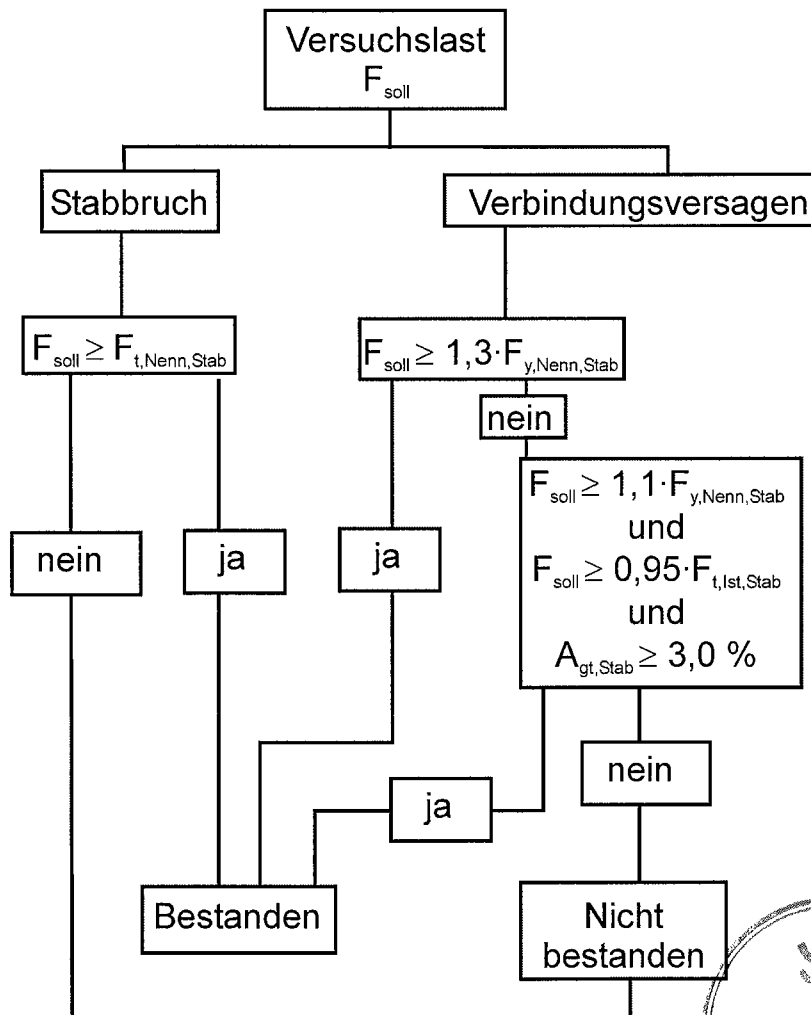 Versuchslast
F_soll
Stabbruch
Verbindungsversagen
F_soll ≥ F_t,Nenn,Stab
F_soll ≥ 1,3·F_y,Nenn,Stab
nein
F_soll ≥ 1,1·F_y,Nenn,Stab
und
F_soll ≥ 0,95·F_t,Ist,Stab
und
A_gt,Stab ≥ 3,0 %
nein
ja
ja
nein
ja
Bestanden
Nicht
bestanden